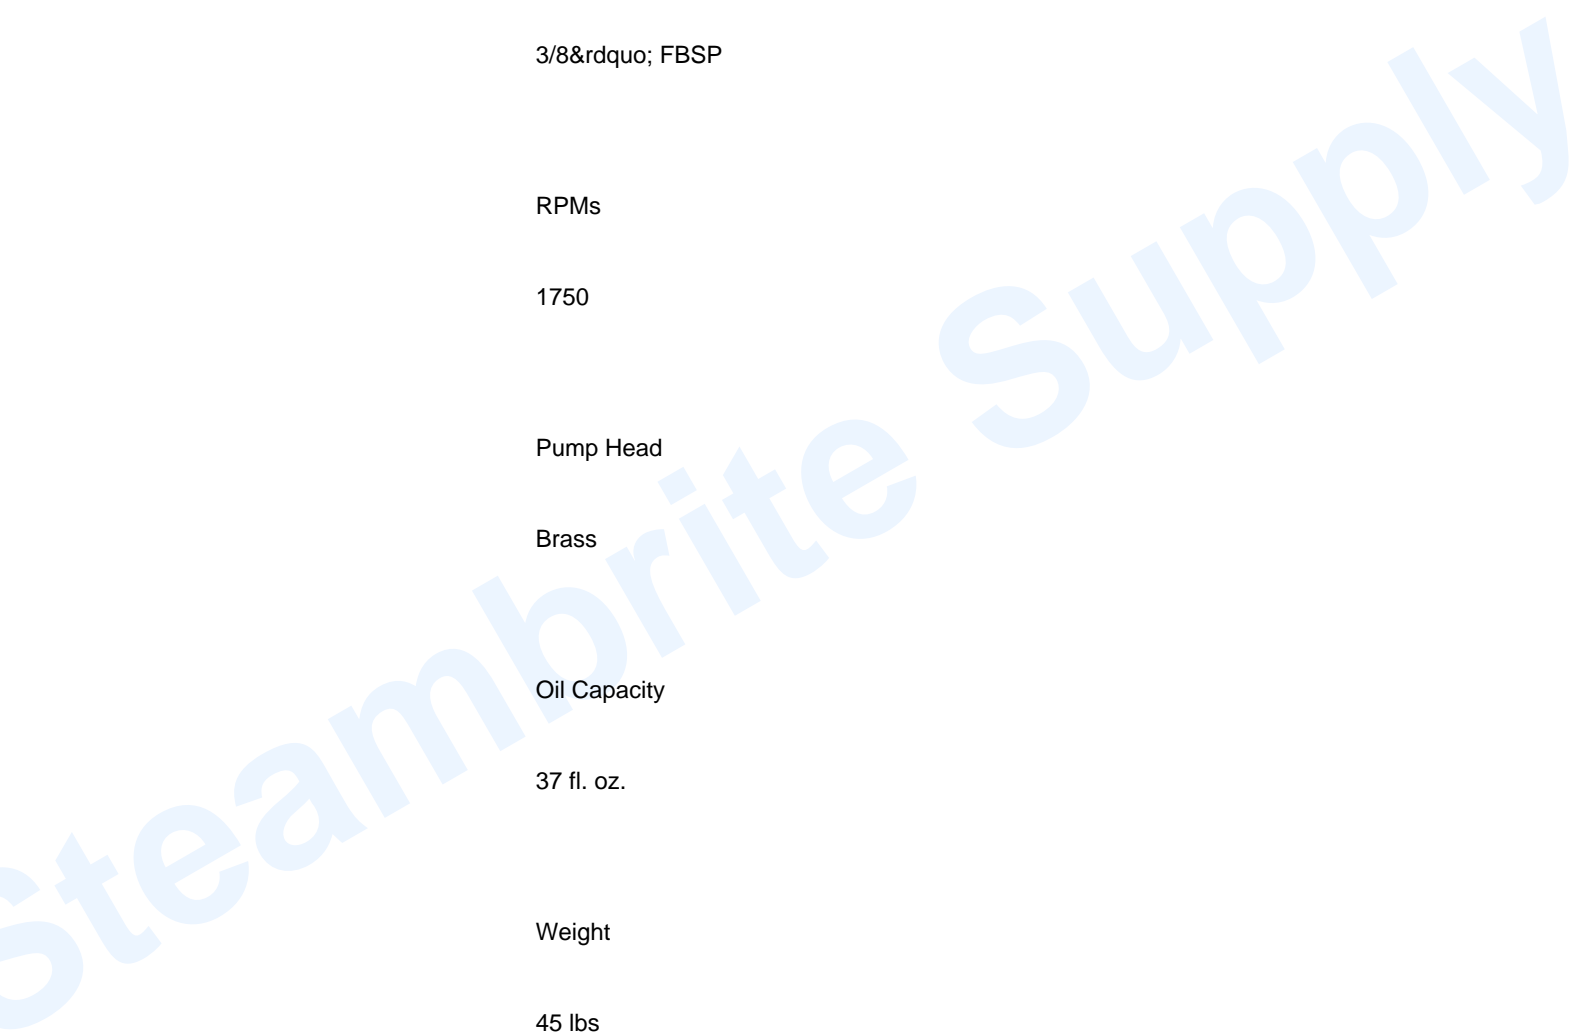 3/8&rdquo; FBSP
RPMs
1750
Pump Head
Brass
Oil Capacity
37 fl. oz.
Weight
45 lbs
Steambrite Supply